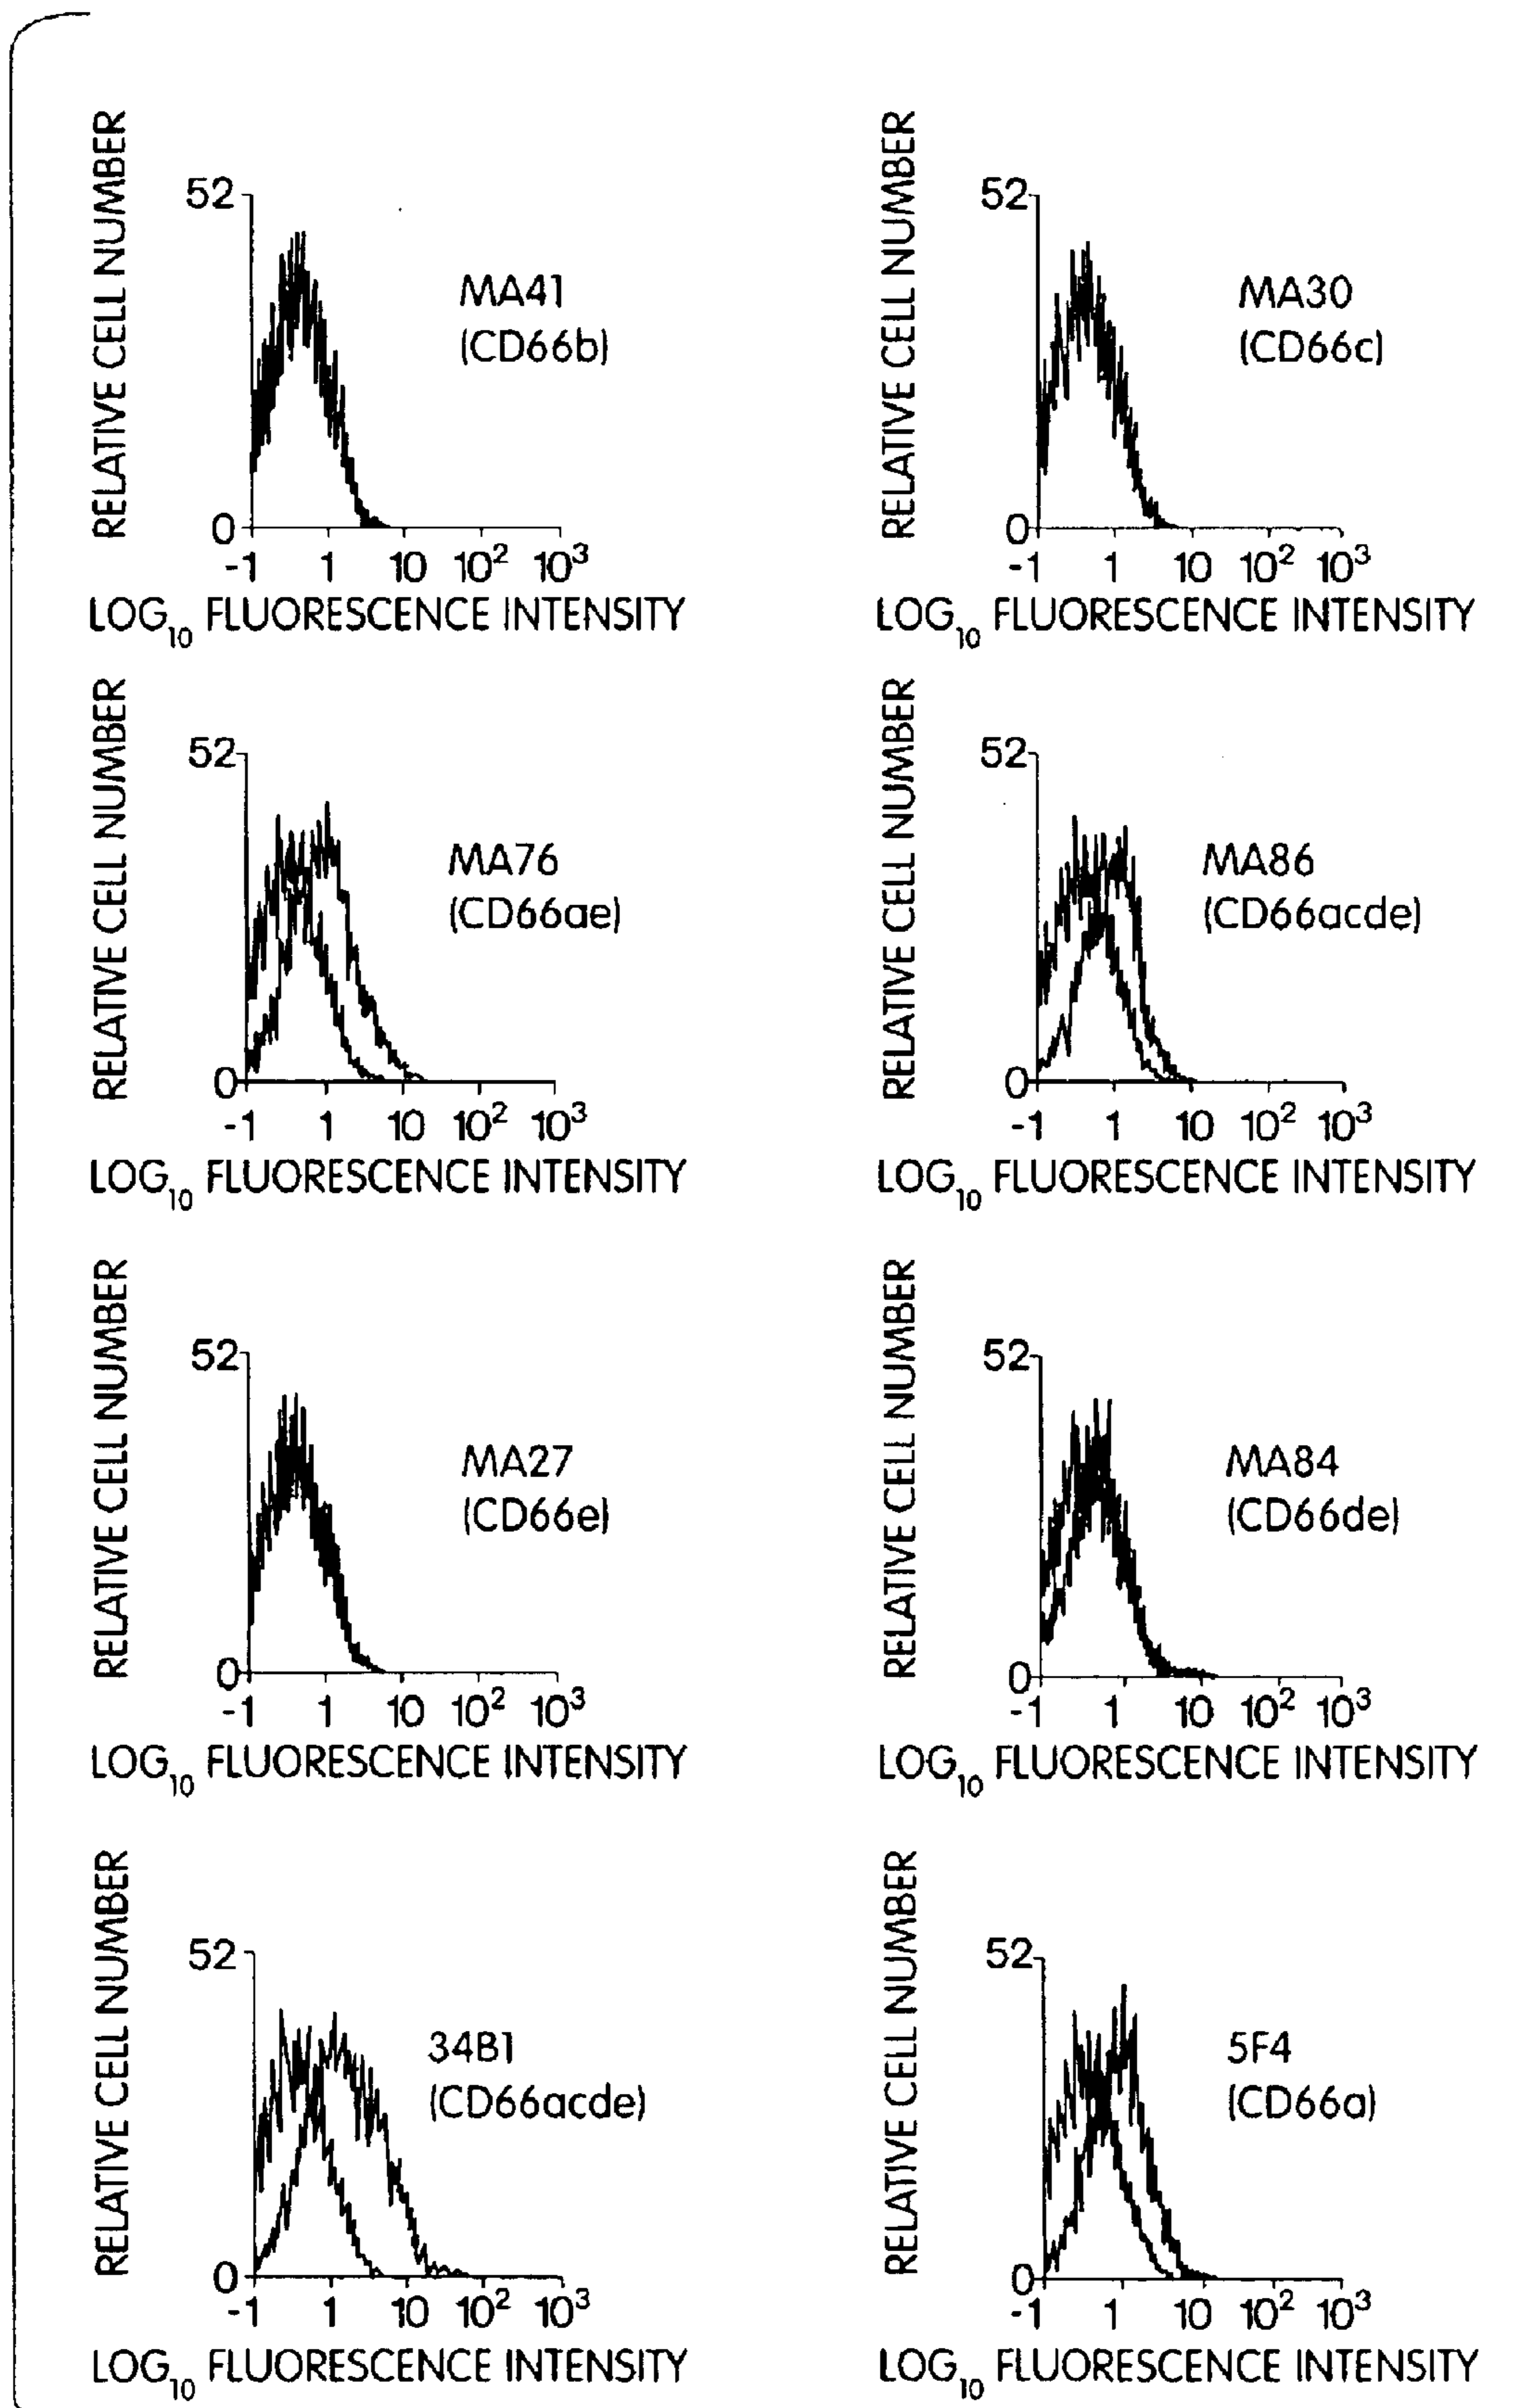 RELATIVE CELL NUMBER
52
0
MA41
(CD66b)
-1 1 10 10² 10³
LOG₁₀ FLUORESCENCE INTENSITY
RELATIVE CELL NUMBER
52
0
MA30
(CD66c)
-1 1 10 10² 10³
LOG₁₀ FLUORESCENCE INTENSITY
RELATIVE CELL NUMBER
52
0
MA76
(CD66ae)
-1 1 10 10² 10³
LOG₁₀ FLUORESCENCE INTENSITY
RELATIVE CELL NUMBER
52
0
MA86
(CD66acde)
-1 1 10 10² 10³
LOG₁₀ FLUORESCENCE INTENSITY
RELATIVE CELL NUMBER
52
0
MA27
(CD66e)
-1 1 10 10² 10³
LOG₁₀ FLUORESCENCE INTENSITY
RELATIVE CELL NUMBER
52
0
MA84
(CD66de)
-1 1 10 10² 10³
LOG₁₀ FLUORESCENCE INTENSITY
RELATIVE CELL NUMBER
52
0
34B1
(CD66acde)
-1 1 10 10² 10³
LOG₁₀ FLUORESCENCE INTENSITY
RELATIVE CELL NUMBER
52
0
5F4
(CD66a)
-1 1 10 10² 10³
LOG₁₀ FLUORESCENCE INTENSITY